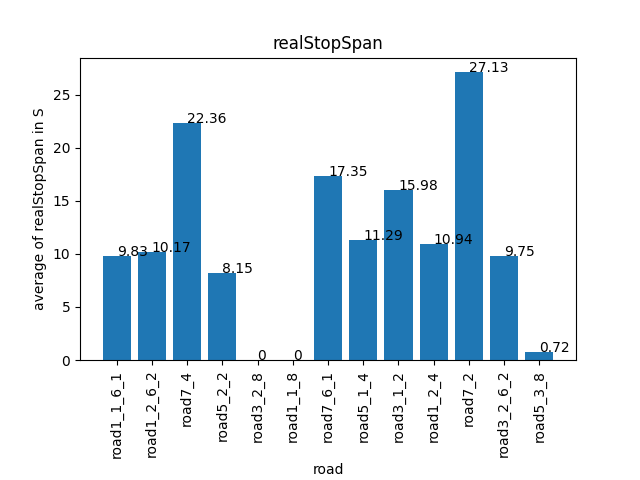 realStopSpan
average of realStopSpan in S
25
20
15
10
5
0
9.83
10.17
22.36
8.15
0
0
17.35
11.29
15.98
10.94
27.13
9.75
0.72
road1_1_6_1
road1_2_6_2
road7_4
road5_2_2
road3_2_8
road1_1_8
road7_6_1
road5_1_4
road3_1_2
road1_2_4
road7_2
road3_2_6_2
road5_3_8
road